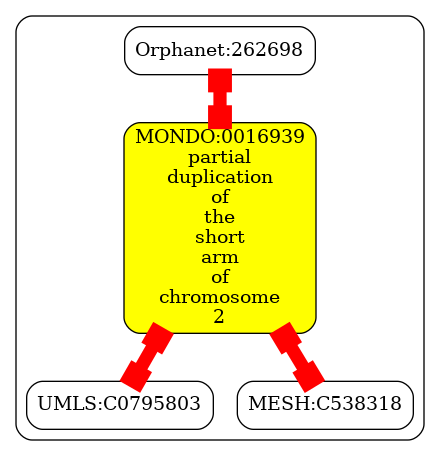 Orphanet:262698
MONDO:0016939
partial
duplication
of
the
short
arm
of
chromosome
2
UMLS:C0795803
MESH:C538318